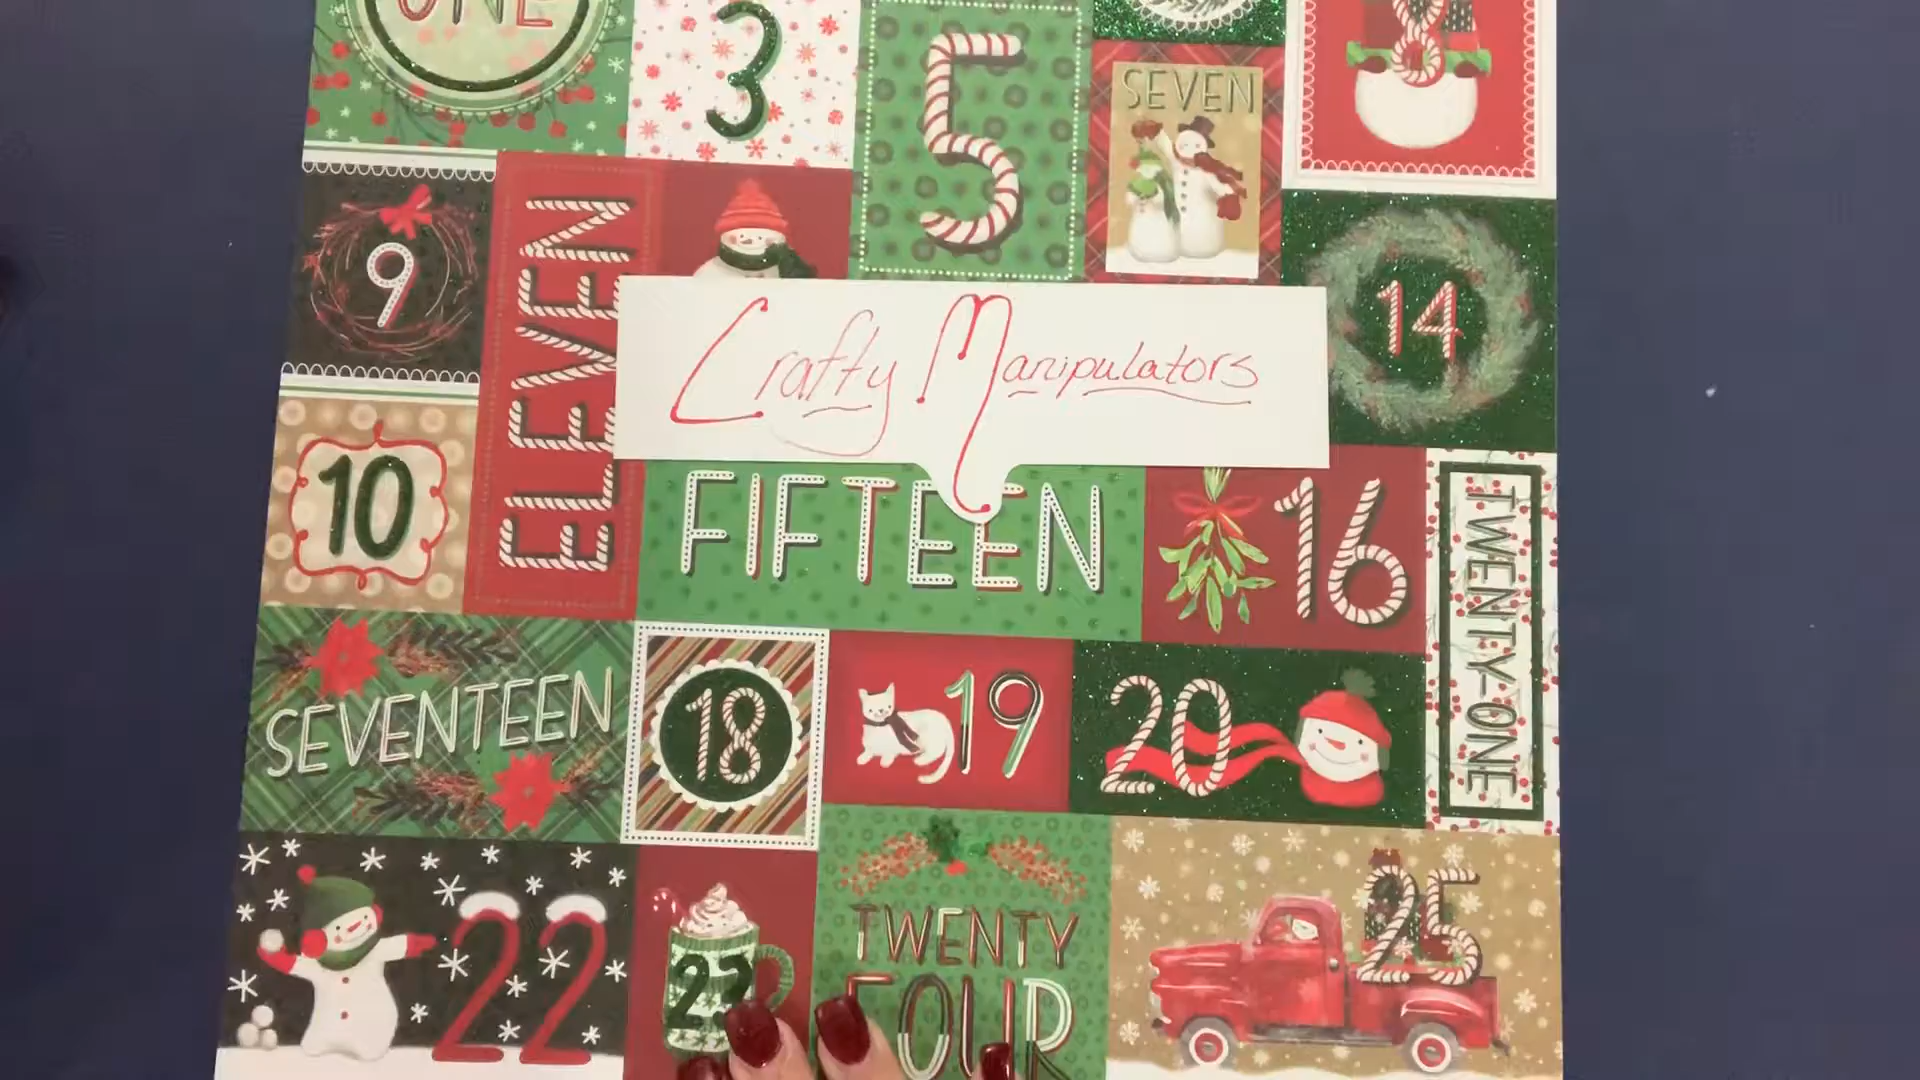 ONE
3
5
SEVEN
8
9
ELEVEN
14
Crafty Manipulators
10
FIFTEEN
16
TWENTY-ONE
SEVENTEEN
18
19
20
22
23
TWENTY
FOUR
25